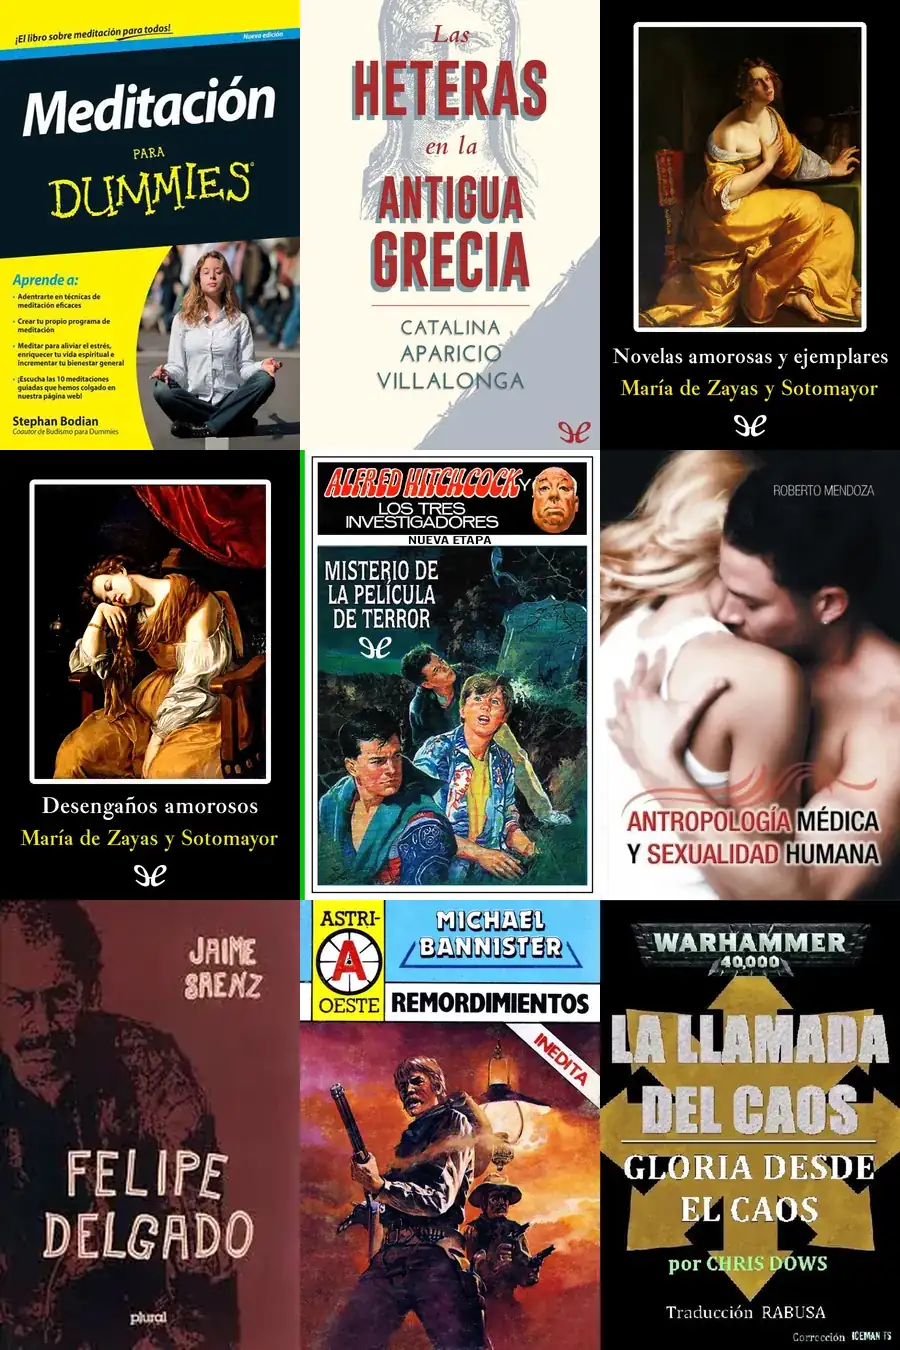 ¡El libro sobre meditación para todos!
Nueva edición
Meditación
PARA
DUMMIES®
Aprende a:
• Adentrarte en técnicas de
meditación eficaces
• Crear tu propio programa de
meditación
• Meditar para aliviar el estrés,
enriquecer tu vida espiritual e
incrementar tu bienestar general
• ¡Escucha las 10 meditaciones
guiadas que hemos colgado en
nuestra página web!
Stephan Bodian
Coautor de Budismo para Dummies
Las
HETERAS
en la
ANTIGUA
GRECIA
CATALINA
APARICIO
VILLALONGA
Novelas amorosas y ejemplares
María de Zayas y Sotomayor
Desengaños amorosos
María de Zayas y Sotomayor
ALFRED HITCHCOCK Y
LOS TRES
INVESTIGADORES
NUEVA ETAPA
MISTERIO DE
LA PELÍCULA
DE TERROR
ROBERTO MENDOZA
ANTROPOLOGÍA MÉDICA
Y SEXUALIDAD HUMANA
JAIME
SAENZ
FELIPE
DELGADO
plural
ASTRI-
A
OESTE
MICHAEL
BANNISTER
REMORDIMIENTOS
INEDITA
WARHAMMER
40,000
LA LLAMADA
DEL CAOS
GLORIA DESDE
EL CAOS
por CHRIS DOWS
Traducción RABUSA
Corrección ICEMAN TS